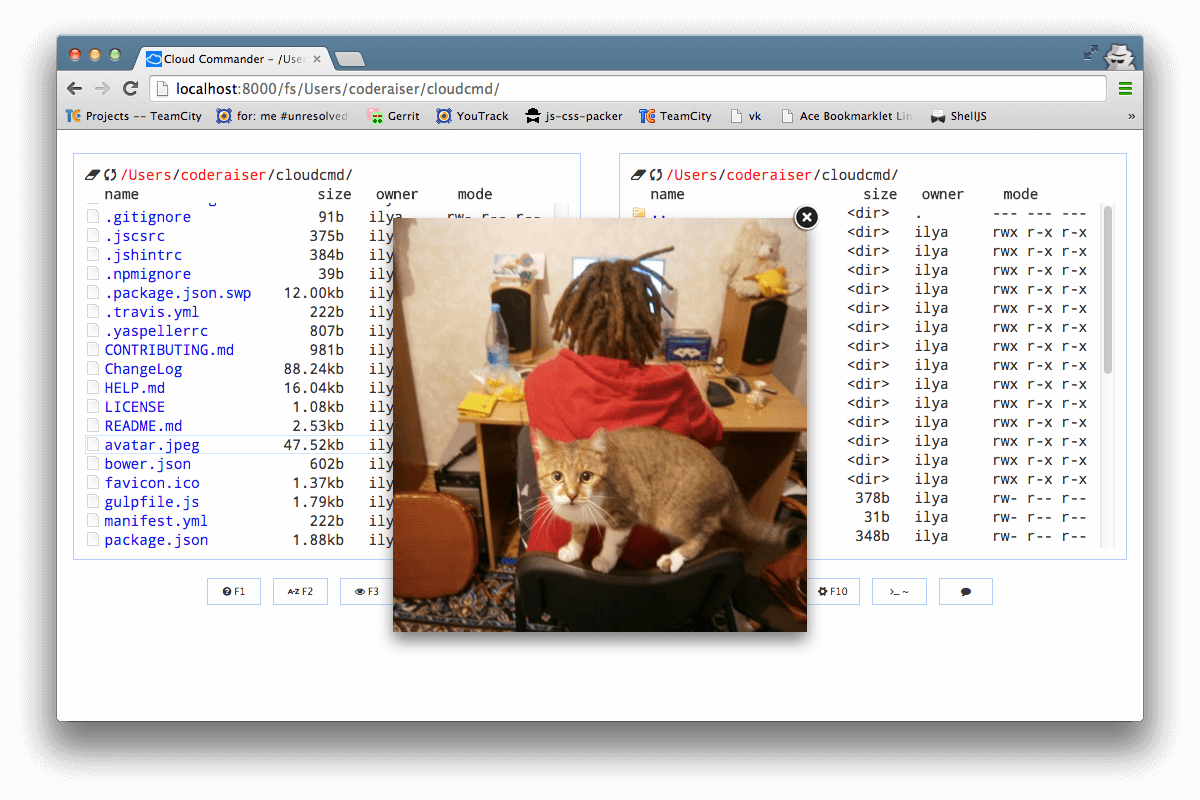 Cloud Commander – /User
localhost:8000/fs/Users/coderaiser/cloudcmd/
Projects -- TeamCity for: me #unresolved Gerrit YouTrack js-css-packer TeamCity vk Ace Bookmarklet Lin ShellJS »
/Users/coderaiser/cloudcmd/
name size owner mode
.gitignore 91b ilya rw- r-- r--
.jscsrc 375b ily
.jshintrc 384b ily
.npmignore 39b ily
.package.json.swp 12.00kb ily
.travis.yml 222b ily
.yaspellerrc 807b ily
CONTRIBUTING.md 981b ily
ChangeLog 88.24kb ily
HELP.md 16.04kb ily
LICENSE 1.08kb ily
README.md 2.53kb ily
avatar.jpeg 47.52kb ily
bower.json 602b ily
favicon.ico 1.37kb ily
gulpfile.js 1.79kb ily
manifest.yml 222b ily
package.json 1.88kb ily
/Users/coderaiser/cloudcmd/
name size owner mode
.. <dir> . --- --- ---
<dir> ilya rwx r-x r-x
<dir> ilya rwx r-x r-x
<dir> ilya rwx r-x r-x
<dir> ilya rwx r-x r-x
<dir> ilya rwx r-x r-x
<dir> ilya rwx r-x r-x
<dir> ilya rwx r-x r-x
<dir> ilya rwx r-x r-x
<dir> ilya rwx r-x r-x
<dir> ilya rwx r-x r-x
<dir> ilya rwx r-x r-x
<dir> ilya rwx r-x r-x
<dir> ilya rwx r-x r-x
<dir> ilya rwx r-x r-x
378b ilya rw- r-- r--
31b ilya rw- r-- r--
348b ilya rw- r-- r--
F1 A-Z F2 F3 F10 >_ ~